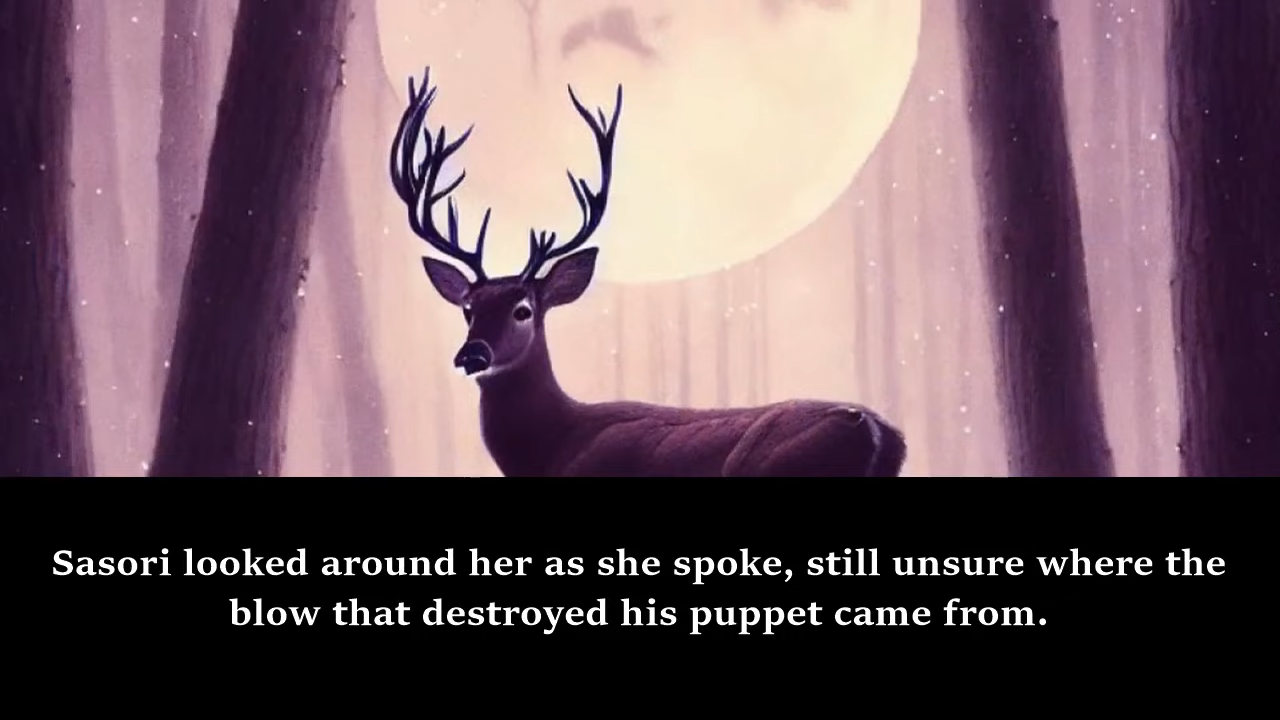 Sasori looked around her as she spoke, still unsure where the
blow that destroyed his puppet came from.